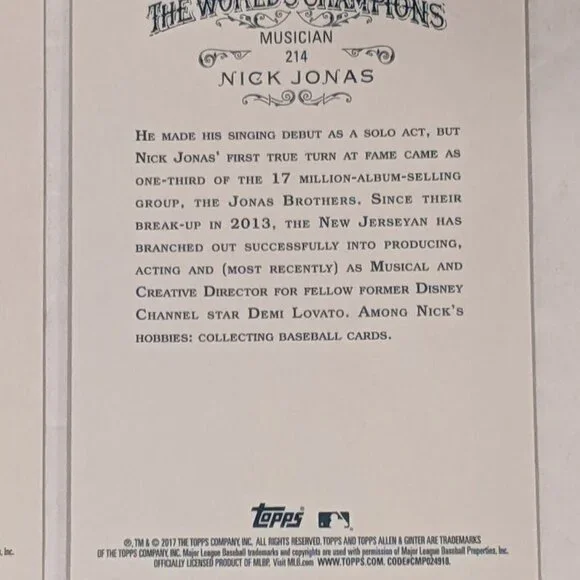 THE WORLD'S CHAMPIONS
MUSICIAN
214
NICK JONAS
HE MADE HIS SINGING DEBUT AS A SOLO ACT, BUT
NICK JONAS' FIRST TRUE TURN AT FAME CAME AS
ONE-THIRD OF THE 17 MILLION-ALBUM-SELLING
GROUP, THE JONAS BROTHERS. SINCE THEIR
BREAK-UP IN 2013, THE NEW JERSEYAN HAS
BRANCHED OUT SUCCESSFULLY INTO PRODUCING,
ACTING AND (MOST RECENTLY) AS MUSICAL AND
CREATIVE DIRECTOR FOR FELLOW FORMER DISNEY
CHANNEL STAR DEMI LOVATO. AMONG NICK'S
HOBBIES: COLLECTING BASEBALL CARDS.
Topps
®, TM & © 2017 THE TOPPS COMPANY, INC. ALL RIGHTS RESERVED. TOPPS AND TOPPS ALLEN & GINTER ARE TRADEMARKS
OF THE TOPPS COMPANY, INC. Major League Baseball trademarks and copyrights are used with permission of Major League Baseball Properties, Inc.
OFFICIALLY LICENSED PRODUCT OF MLBP. Visit MLB.com WWW.TOPPS.COM. CODE#CMP024918.
, Inc.